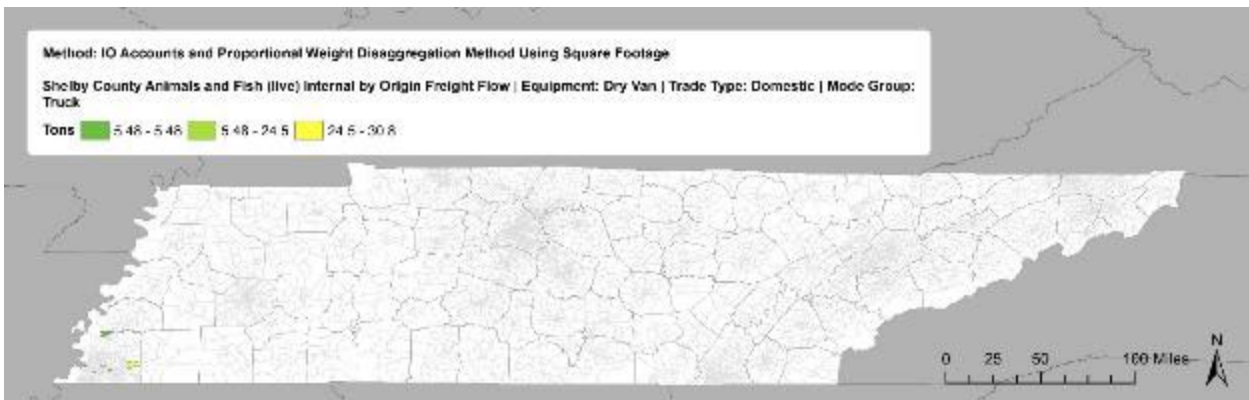 Method: IO Accounts and Proportional Weight Disaggregation Method Using Square Footage
Shelby County Animals and Fish (live) Internal by Origin Freight Flow | Equipment: Dry Van | Trade Type: Domestic | Mode Group:
Truck
Tons 5.48 - 5.48 5.48 - 24.5 24.5 - 30.8
N
0 25 50 100 Miles